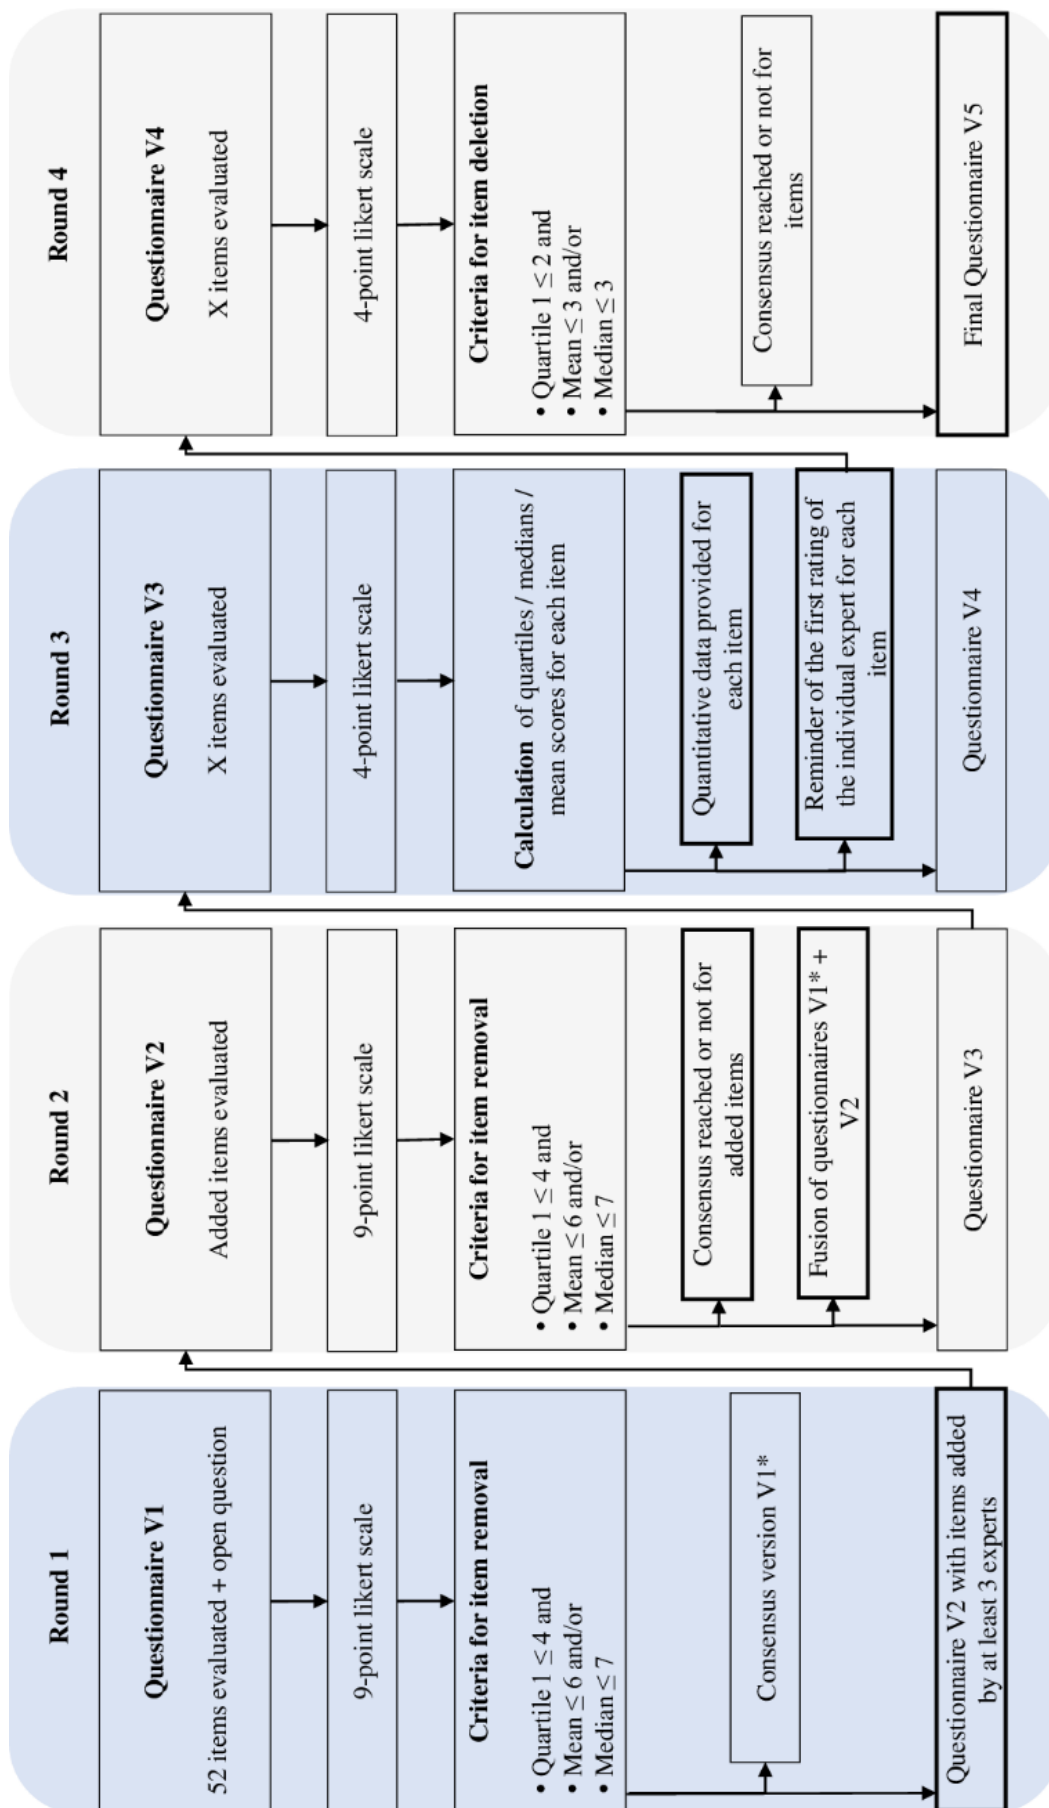 Round 1
Questionnaire V1
52 items evaluated + open question
9-point likert scale
Criteria for item removal
• Quartile 1 ≤ 4 and
• Mean ≤ 6 and/or
• Median ≤ 7
Consensus version V1*
Questionnaire V2 with items added
by at least 3 experts
Round 2
Questionnaire V2
Added items evaluated
9-point likert scale
Criteria for item removal
• Quartile 1 ≤ 4 and
• Mean ≤ 6 and/or
• Median ≤ 7
Consensus reached or not for
added items
Fusion of questionnaires V1* +
V2
Questionnaire V3
Round 3
Questionnaire V3
X items evaluated
4-point likert scale
Calculation of quartiles / medians /
mean scores for each item
Quantitative data provided for
each item
Reminder of the first rating of
the individual expert for each
item
Questionnaire V4
Round 4
Questionnaire V4
X items evaluated
4-point likert scale
Criteria for item deletion
• Quartile 1 ≤ 2 and
• Mean ≤ 3 and/or
• Median ≤ 3
Consensus reached or not for
items
Final Questionnaire V5